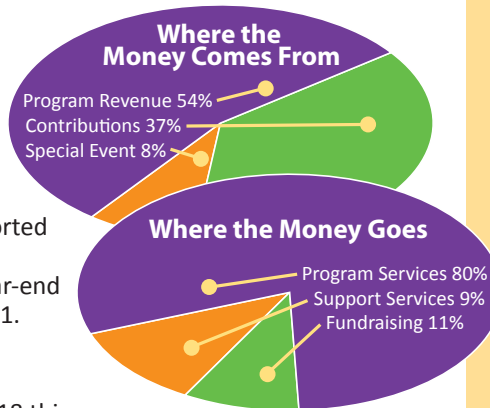 Where the
Money Comes From
Program Revenue 54%
Contributions 37%
Special Event 8%
Where the Money Goes
Program Services 80%
Support Services 9%
Fundraising 11%
1.